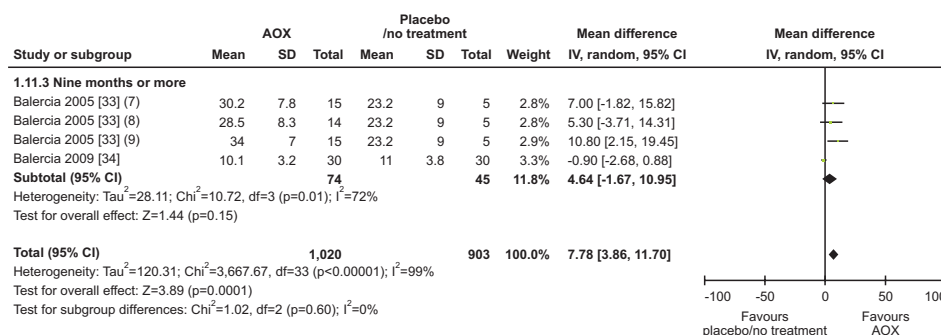 AOX Placebo /no treatment Mean difference Mean difference
Study or subgroup Mean SD Total Mean SD Total Weight IV, random, 95% CI IV, random, 95% CI
1.11.3 Nine months or more
Balercia 2005 [33] (7) 30.2 7.8 15 23.2 9 5 2.8% 7.00 [-1.82, 15.82]
Balercia 2005 [33] (8) 28.5 8.3 14 23.2 9 5 2.8% 5.30 [-3.71, 14.31]
Balercia 2005 [33] (9) 34 7 15 23.2 9 5 2.9% 10.80 [2.15, 19.45]
Balercia 2009 [34] 10.1 3.2 30 11 3.8 30 3.3% -0.90 [-2.68, 0.88]
Subtotal (95% CI) 74 45 11.8% 4.64 [-1.67, 10.95]
Heterogeneity: Tau²=28.11; Chi²=10.72, df=3 (p=0.01); I²=72%
Test for overall effect: Z=1.44 (p=0.15)
Total (95% CI) 1,020 903 100.0% 7.78 [3.86, 11.70]
Heterogeneity: Tau²=120.31; Chi²=3,667.67, df=33 (p<0.00001); I²=99%
Test for overall effect: Z=3.89 (p=0.0001)
Test for subgroup differences: Chi²=1.02, df=2 (p=0.60); I²=0%
-100 -50 0 50 100
Favours Favours
placebo/no treatment AOX